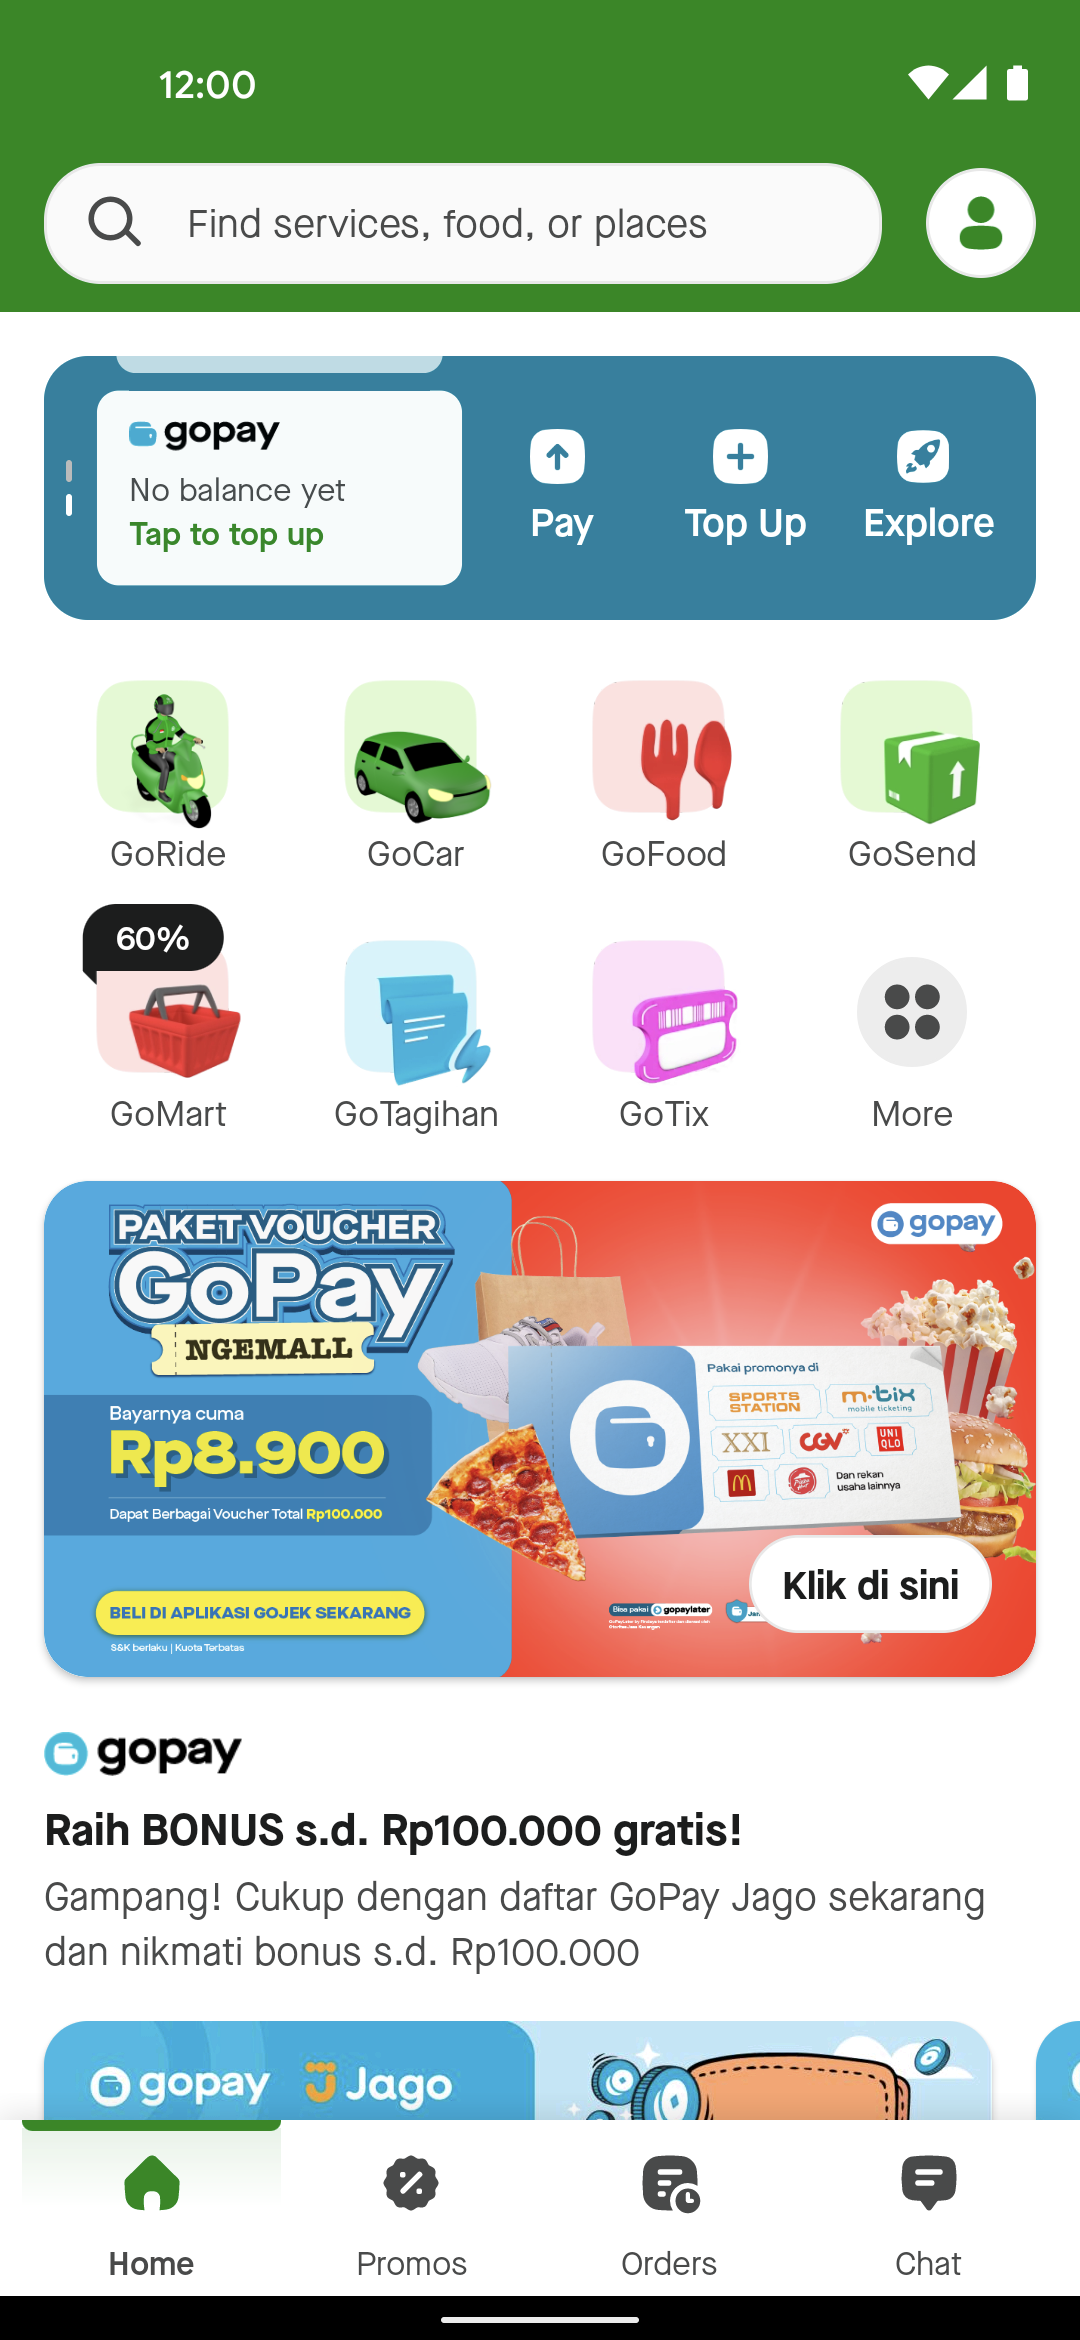 12:00
Find services, food, or places
gopay
No balance yet
Tap to top up
Pay
Top Up
Explore
GoRide
GoCar
GoFood
GoSend
60%
GoMart
GoTagihan
GoTix
More
PAKET VOUCHER
GoPay
NGEMALL
Bayarnya cuma
Rp8.900
Dapat Berbagai Voucher Total Rp100.000
BELI DI APLIKASI GOJEK SEKARANG
S&K berlaku | Kuota Terbatas
gopay
Pakai promonya di
SPORTS
STATION
m·tix
mobile ticketing
XXI
CGV
UNI
QLO
Dan rekan
usaha lainnya
Klik di sini
Bisa pakai gopaylater
gopay
Raih BONUS s.d. Rp100.000 gratis!
Gampang! Cukup dengan daftar GoPay Jago sekarang
dan nikmati bonus s.d. Rp100.000
gopay Jago
Home
Promos
Orders
Chat